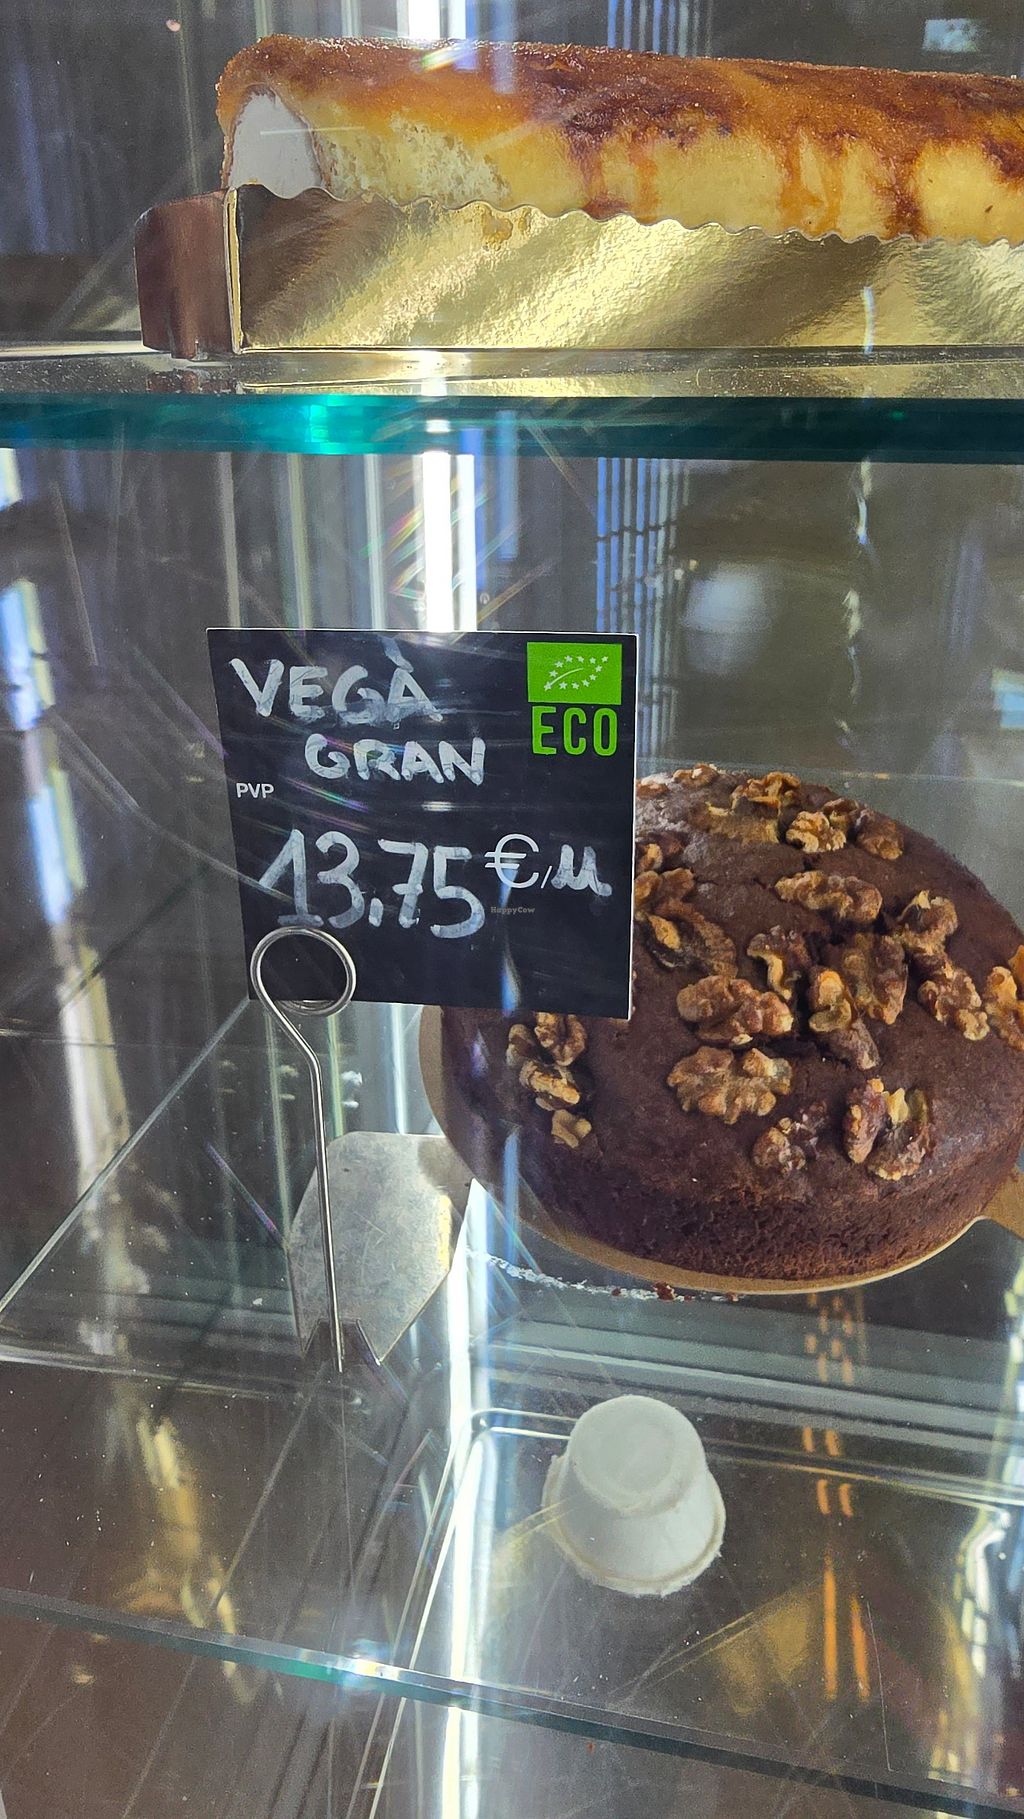 VEGÀ
GRAN
ECO
PVP
13,75 €/u
HappyCow